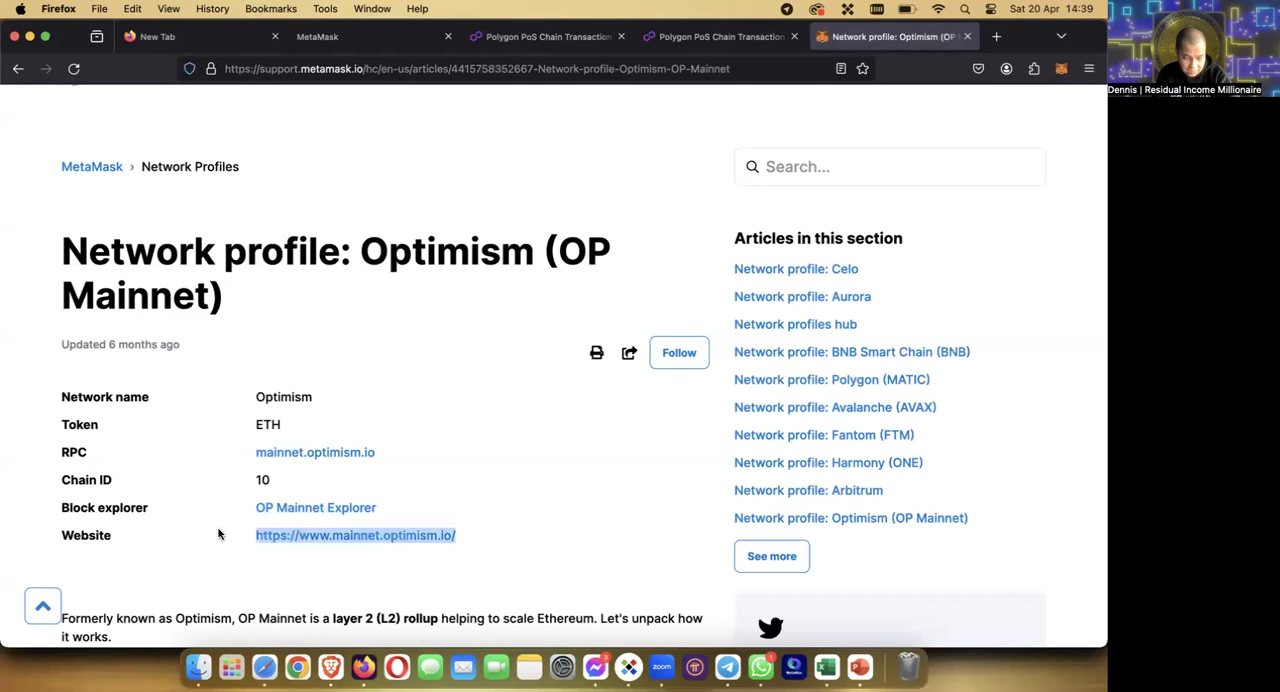 Firefox File Edit View History Bookmarks Tools Window Help Sat 20 Apr 14:39
New Tab
MetaMask
Polygon PoS Chain Transaction
Polygon PoS Chain Transaction
Network profile: Optimism (OP M
https://support.metamask.io/hc/en-us/articles/4415758352667-Network-profile-Optimism-OP-Mainnet
Dennis | Residual Income Millionaire
MetaMask › Network Profiles
Search...
Network profile: Optimism (OP
Mainnet)
Updated 6 months ago
Follow
Network name Optimism
Token ETH
RPC mainnet.optimism.io
Chain ID 10
Block explorer OP Mainnet Explorer
Website https://www.mainnet.optimism.io/
Formerly known as Optimism, OP Mainnet is a layer 2 (L2) rollup helping to scale Ethereum. Let's unpack how
it works.
Articles in this section
Network profile: Celo
Network profile: Aurora
Network profiles hub
Network profile: BNB Smart Chain (BNB)
Network profile: Polygon (MATIC)
Network profile: Avalanche (AVAX)
Network profile: Fantom (FTM)
Network profile: Harmony (ONE)
Network profile: Arbitrum
Network profile: Optimism (OP Mainnet)
See more
zoom